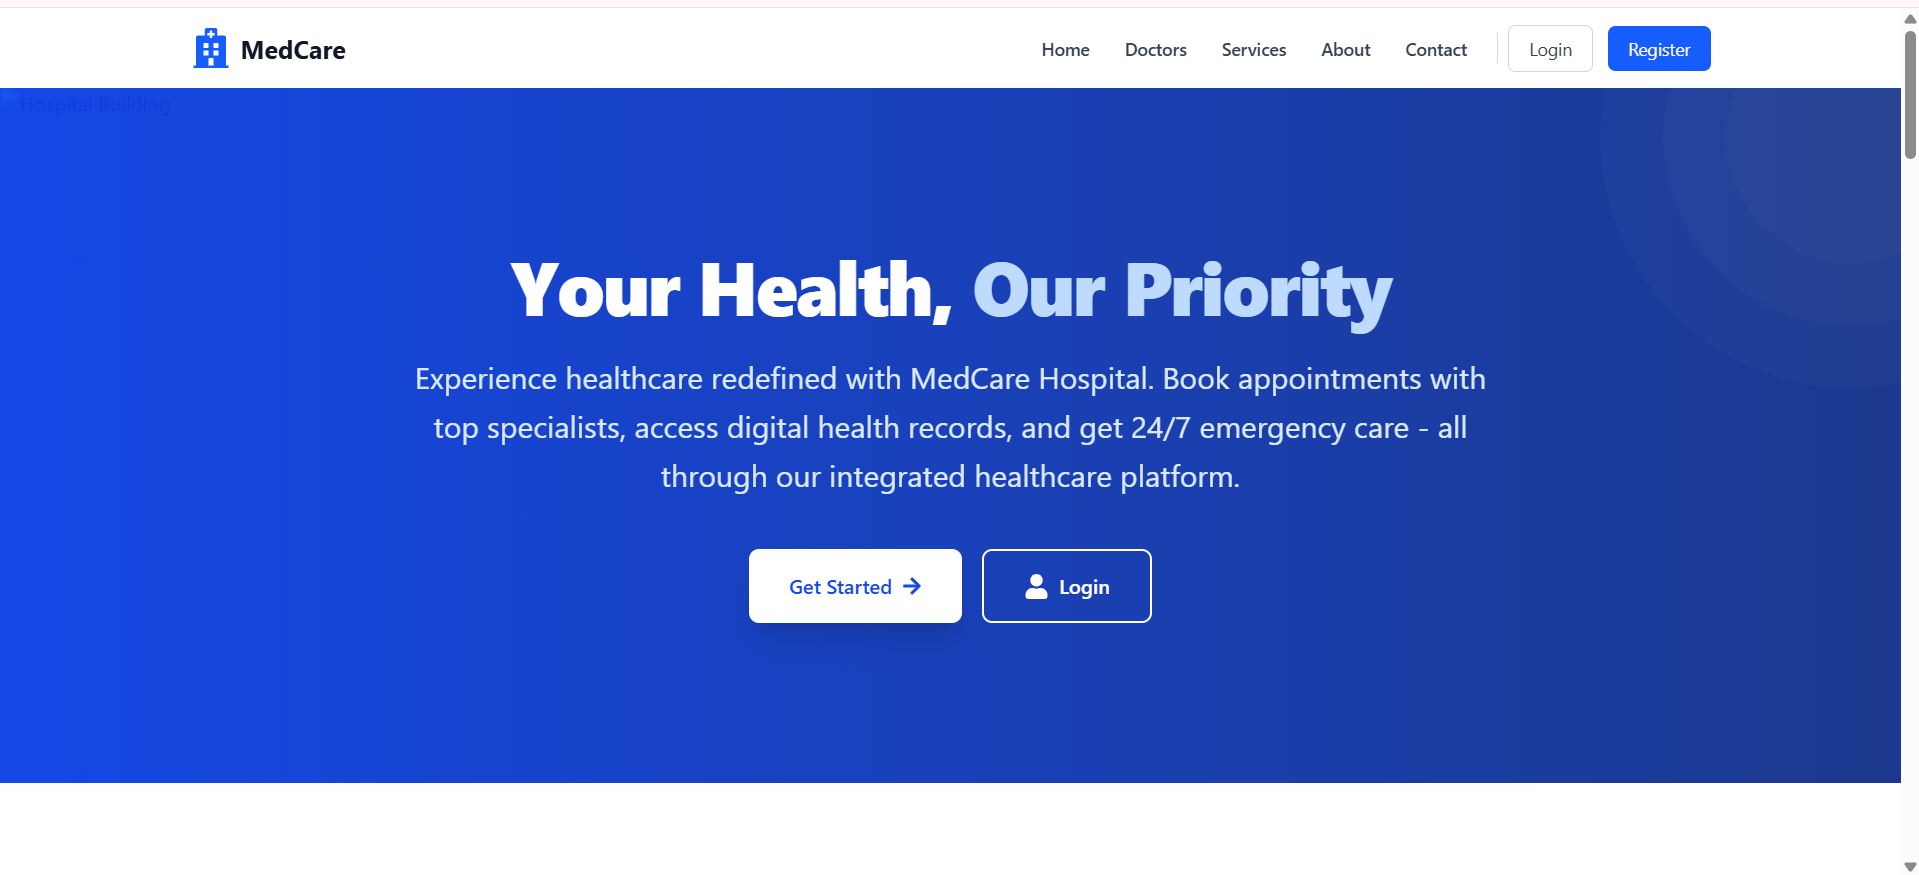 MedCare
Home
Doctors
Services
About
Contact
Login
Register
Hospital Building
Your Health, Our Priority
Experience healthcare redefined with MedCare Hospital. Book appointments with
top specialists, access digital health records, and get 24/7 emergency care - all
through our integrated healthcare platform.
Get Started
Login